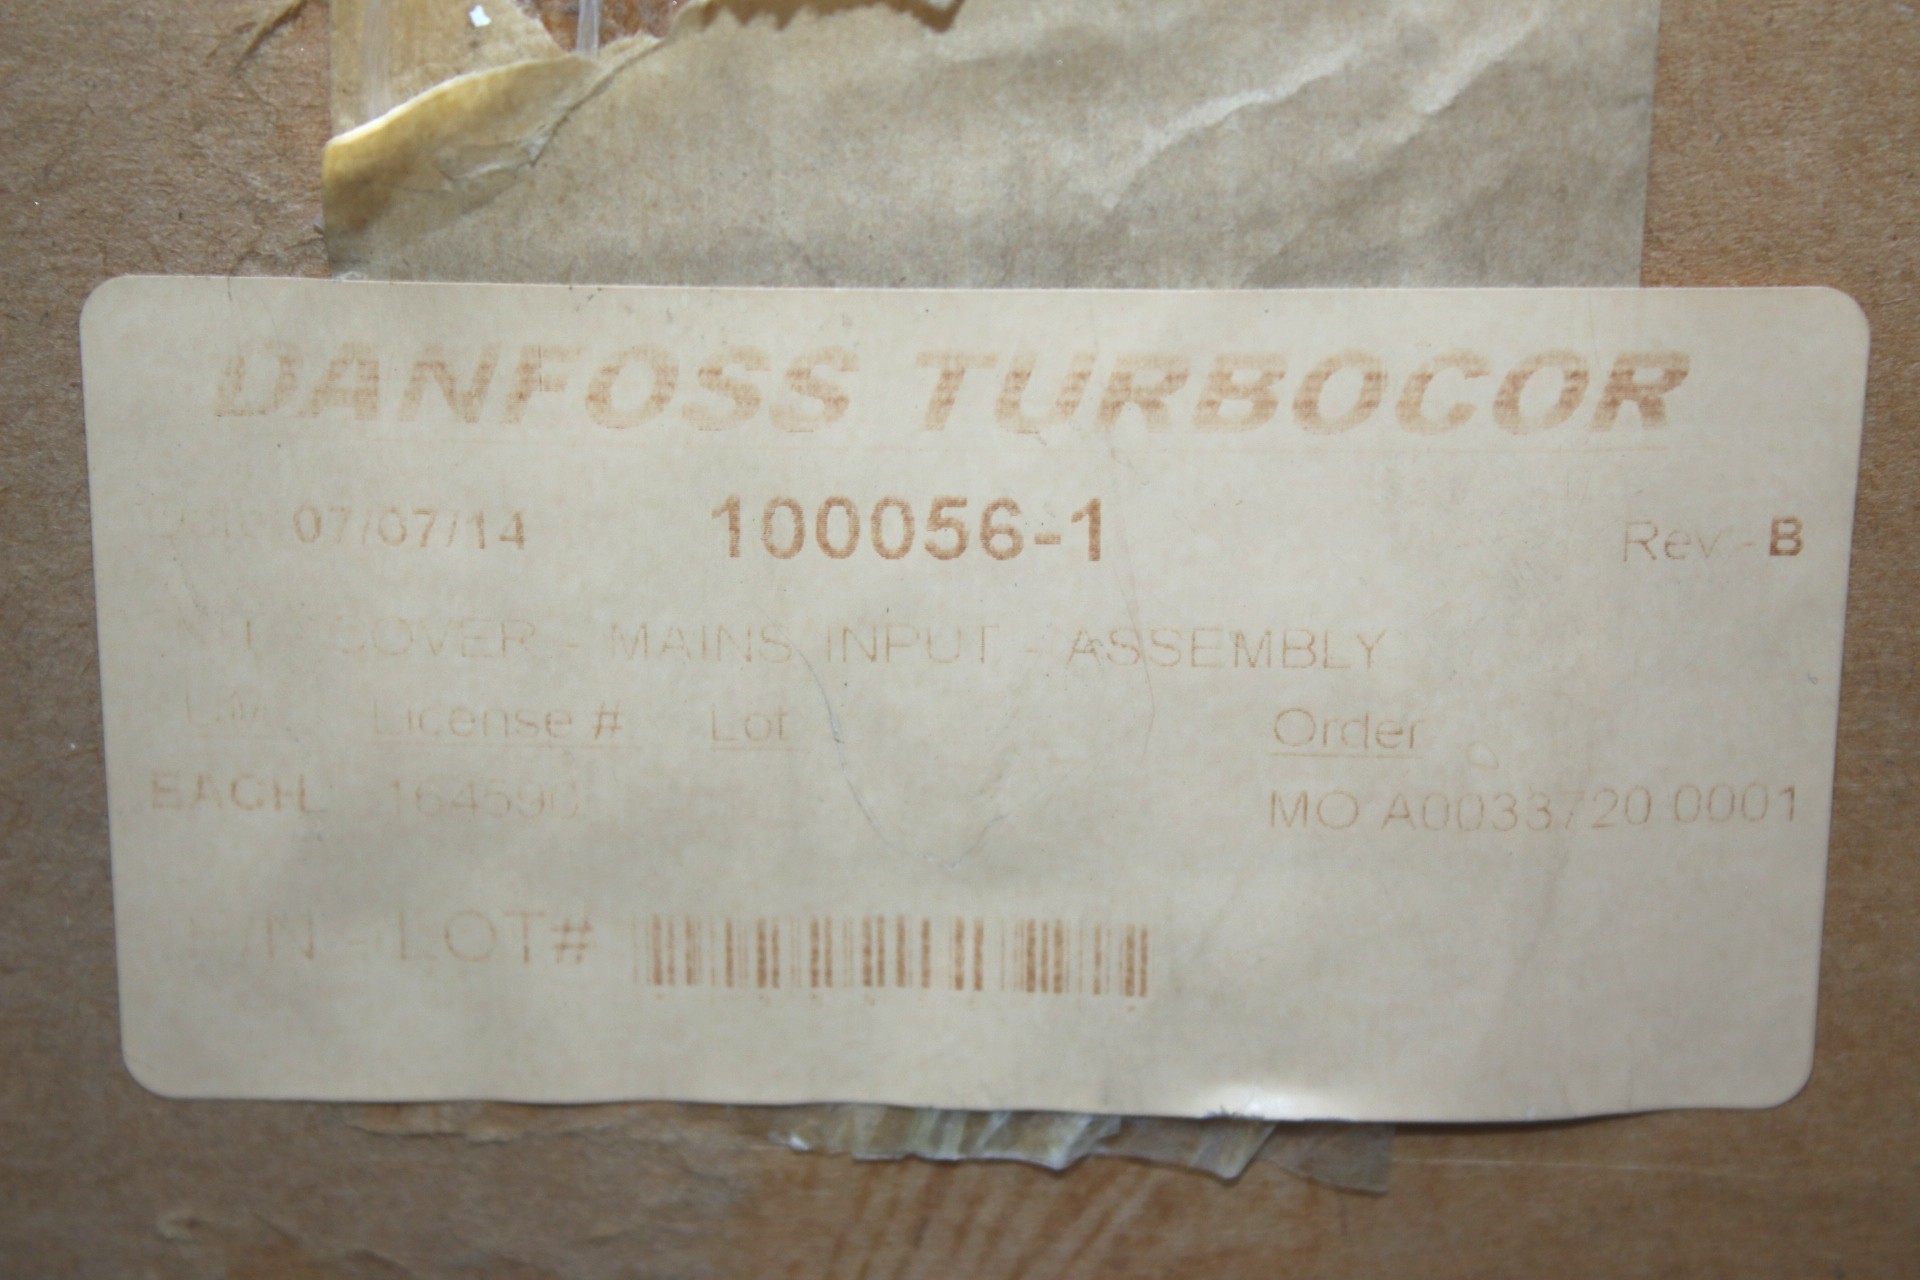 DANFOSS TURBOCOR
07/07/14 100056-1 Rev - B
COVER - MAINS INPUT - ASSEMBLY
License # Lot Order
EACH 164590 MO A0033720 0001
P/N - LOT#